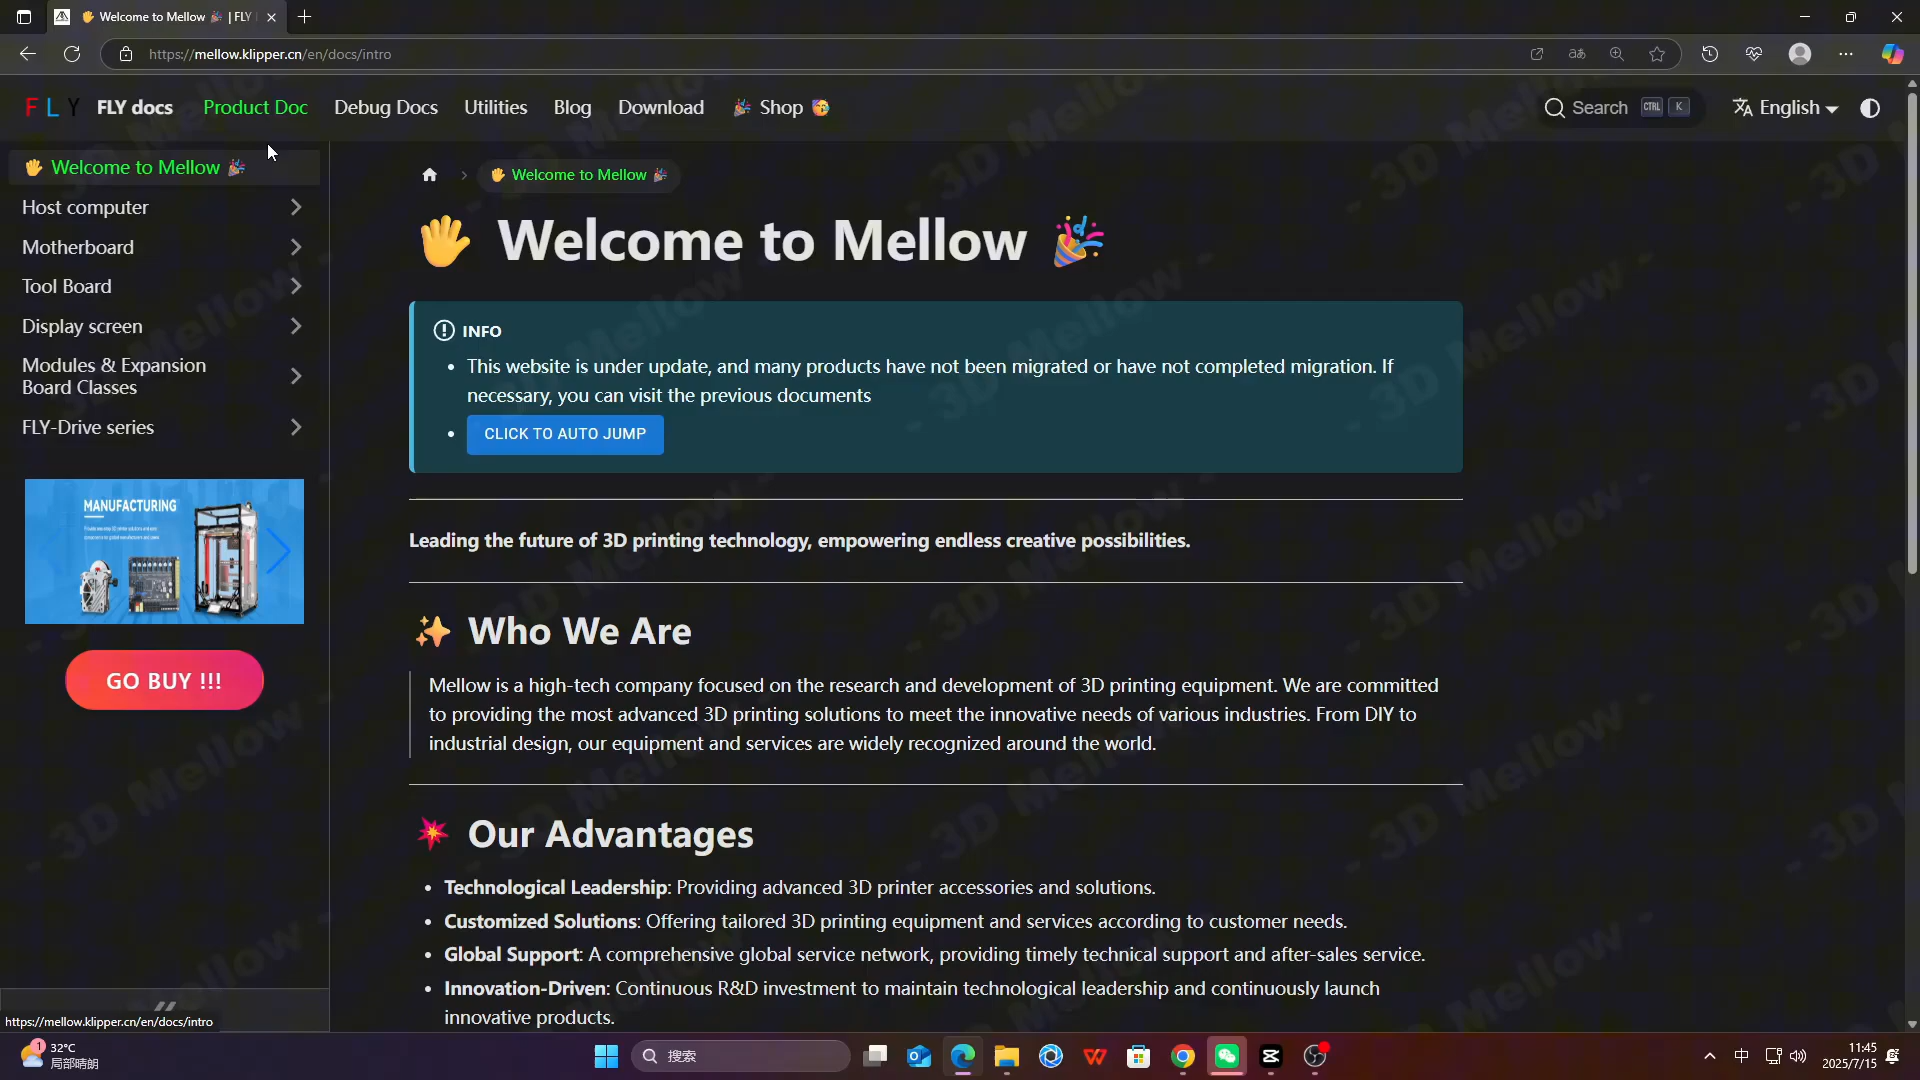 Welcome to Mellow 🎉 | FLY
https://mellow.klipper.cn/en/docs/intro
FLY FLY docs Product Doc Debug Docs Utilities Blog Download 🎉 Shop 🥳 Search CTRL K English
🖐 Welcome to Mellow 🎉
Host computer
Motherboard
Tool Board
Display screen
Modules & Expansion
Board Classes
FLY-Drive series
MANUFACTURING
GO BUY !!!
🖐 Welcome to Mellow 🎉
🖐 Welcome to Mellow 🎉
INFO
• This website is under update, and many products have not been migrated or have not completed migration. If
necessary, you can visit the previous documents
• CLICK TO AUTO JUMP
Leading the future of 3D printing technology, empowering endless creative possibilities.
✨ Who We Are
Mellow is a high-tech company focused on the research and development of 3D printing equipment. We are committed
to providing the most advanced 3D printing solutions to meet the innovative needs of various industries. From DIY to
industrial design, our equipment and services are widely recognized around the world.
💥 Our Advantages
• Technological Leadership: Providing advanced 3D printer accessories and solutions.
• Customized Solutions: Offering tailored 3D printing equipment and services according to customer needs.
• Global Support: A comprehensive global service network, providing timely technical support and after-sales service.
• Innovation-Driven: Continuous R&D investment to maintain technological leadership and continuously launch
innovative products.
- 3D Mellow -
https://mellow.klipper.cn/en/docs/intro
1
32°C
局部晴朗
搜索
中
11:45
2025/7/15